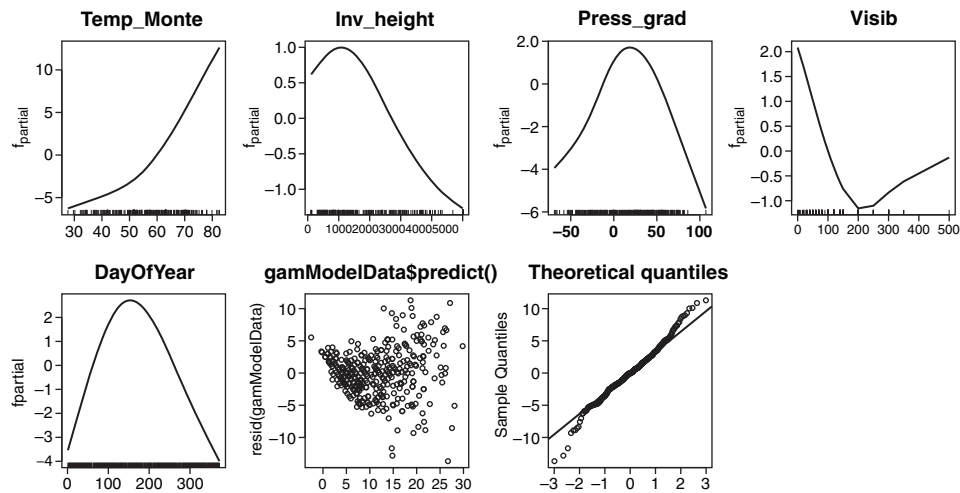 Temp_Monte
Inv_height
Press_grad
Visib
fpartial
10
5
0
−5
30 40 50 60 70 80
fpartial
1.0
0.5
0.0
−0.5
−1.0
0 1000 2000 3000 4000 5000
fpartial
2.0
0
−2
−4
−6
−50 0 50 100
fpartial
2.0
1.5
1.0
0.5
0.0
−1.0
0 100 200 300 400 500
DayOfYear
gamModelData$predict()
Theoretical quantiles
fpartial
2
1
0
−1
−2
−3
−4
0 100 200 300
resid(gamModelData)
10
5
0
−5
−10
0 5 10 15 20 25 30
Sample Quantiles
10
5
0
−5
−10
−3 −2 −1 0 1 2 3